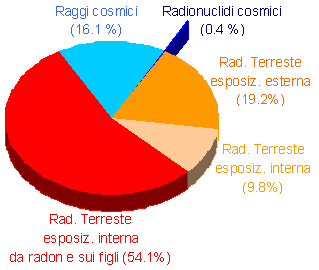 Raggi cosmici
(16.1 %)
Radionuclidi cosmici
(0.4 %)
Rad. Terreste
esposiz. esterna
(19.2%)
Rad. Terreste
esposiz. interna
(9.8%)
Rad. Terreste
esposiz. interna
da radon e sui figli (54.1%)